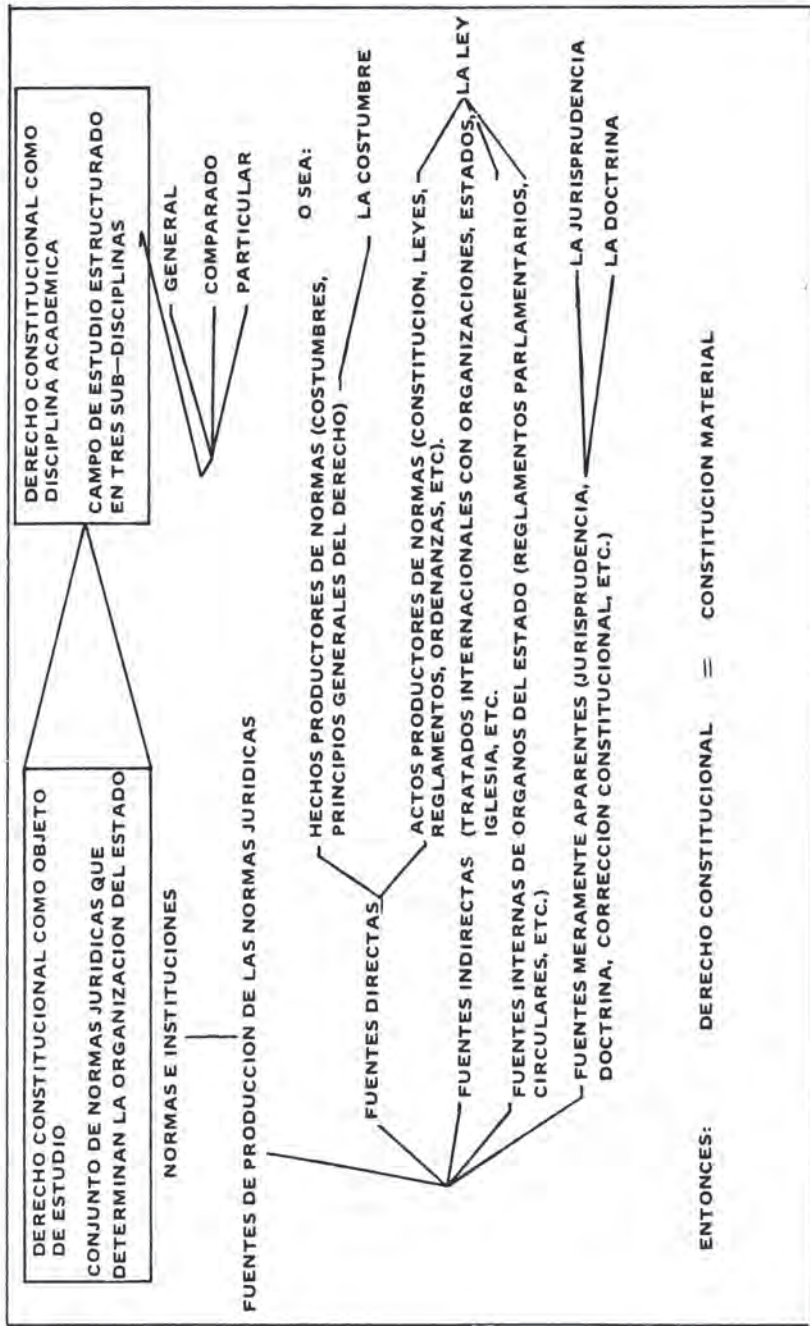 DERECHO CONSTITUCIONAL COMO OBJETO
DE ESTUDIO
CONJUNTO DE NORMAS JURIDICAS QUE
DETERMINAN LA ORGANIZACION DEL ESTADO
DERECHO CONSTITUCIONAL COMO
DISCIPLINA ACADEMICA
CAMPO DE ESTUDIO ESTRUCTURADO
EN TRES SUB—DISCIPLINAS
NORMAS E INSTITUCIONES
GENERAL
COMPARADO
PARTICULAR
FUENTES DE PRODUCCION DE LAS NORMAS JURIDICAS
O SEA:
FUENTES DIRECTAS
HECHOS PRODUCTORES DE NORMAS (COSTUMBRES,
PRINCIPIOS GENERALES DEL DERECHO)
LA COSTUMBRE
ACTOS PRODUCTORES DE NORMAS (CONSTITUCION, LEYES,
REGLAMENTOS, ORDENANZAS, ETC).
FUENTES INDIRECTAS (TRATADOS INTERNACIONALES CON ORGANIZACIONES, ESTADOS,
IGLESIA, ETC.
LA LEY
FUENTES INTERNAS DE ORGANOS DEL ESTADO (REGLAMENTOS PARLAMENTARIOS,
CIRCULARES, ETC.)
FUENTES MERAMENTE APARENTES (JURISPRUDENCIA,
DOCTRINA, CORRECCION CONSTITUCIONAL, ETC.)
LA JURISPRUDENCIA
LA DOCTRINA
ENTONCES: DERECHO CONSTITUCIONAL = CONSTITUCION MATERIAL